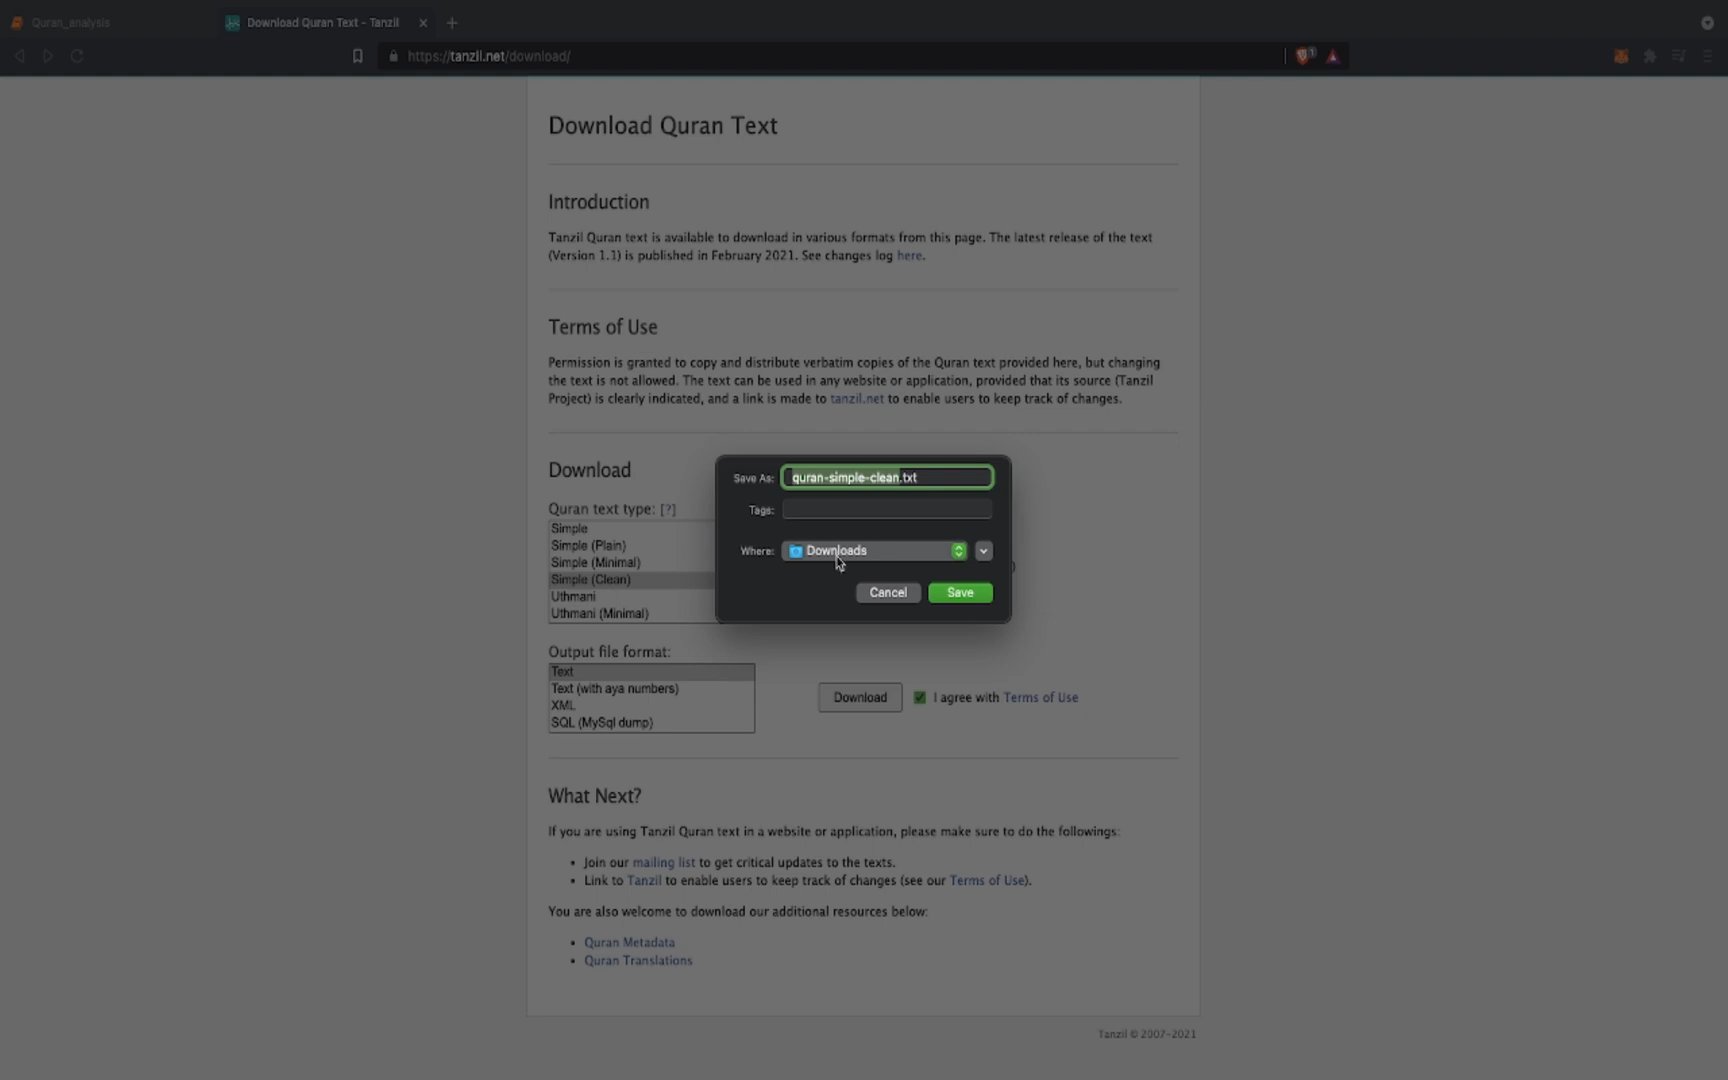 Quran_analysis
Download Quran Text - Tanzil
https://tanzil.net/download/
Download Quran Text
Introduction
Tanzil Quran text is available to download in various formats from this page. The latest release of the text
(Version 1.1) is published in February 2021. See changes log here.
Terms of Use
Permission is granted to copy and distribute verbatim copies of the Quran text provided here, but changing
the text is not allowed. The text can be used in any website or application, provided that its source (Tanzil
Project) is clearly indicated, and a link is made to tanzil.net to enable users to keep track of changes.
Download
Quran text type: [?]
Simple
Simple (Plain)
Simple (Minimal)
Simple (Clean)
Uthmani
Uthmani (Minimal)
Save As: quran-simple-clean.txt
Tags:
Where: Downloads
Cancel Save
)
Output file format:
Text
Text (with aya numbers)
XML
SQL (MySql dump)
Download I agree with Terms of Use
What Next?
If you are using Tanzil Quran text in a website or application, please make sure to do the followings:
• Join our mailing list to get critical updates to the texts.
• Link to Tanzil to enable users to keep track of changes (see our Terms of Use).
You are also welcome to download our additional resources below:
• Quran Metadata
• Quran Translations
Tanzil © 2007-2021